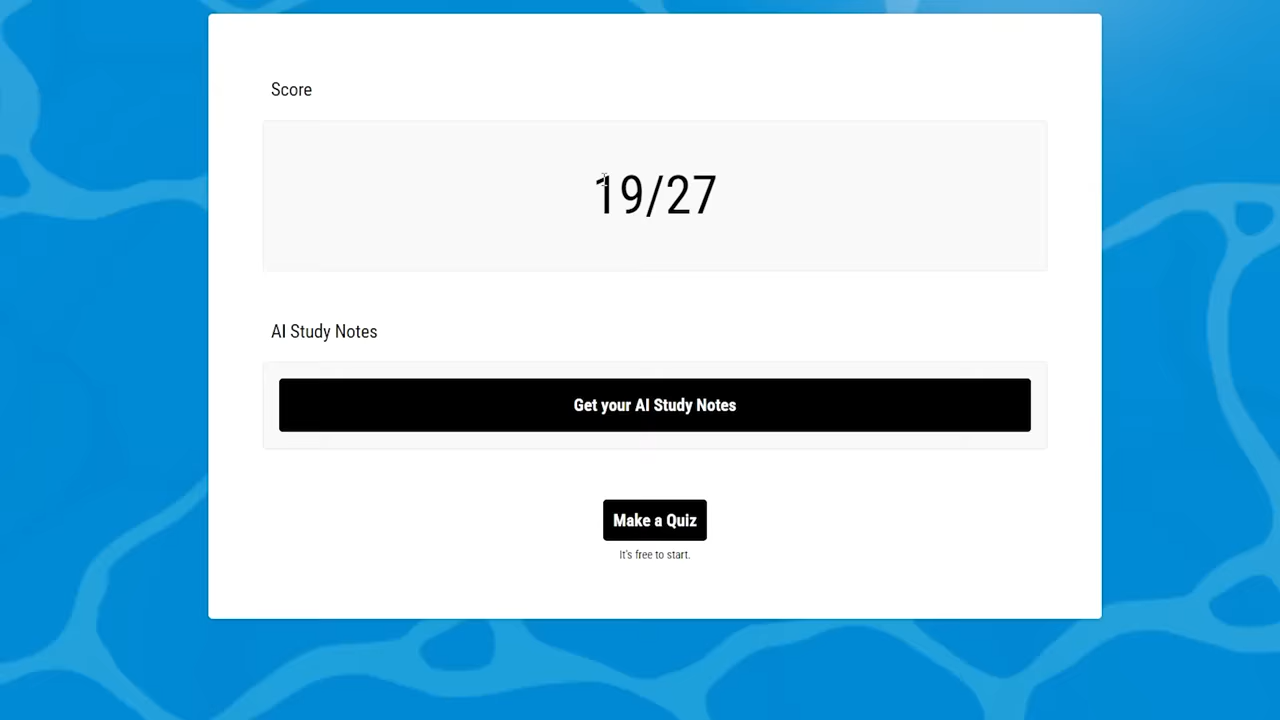 Score
19/27
AI Study Notes
Get your AI Study Notes
Make a Quiz
It's free to start.